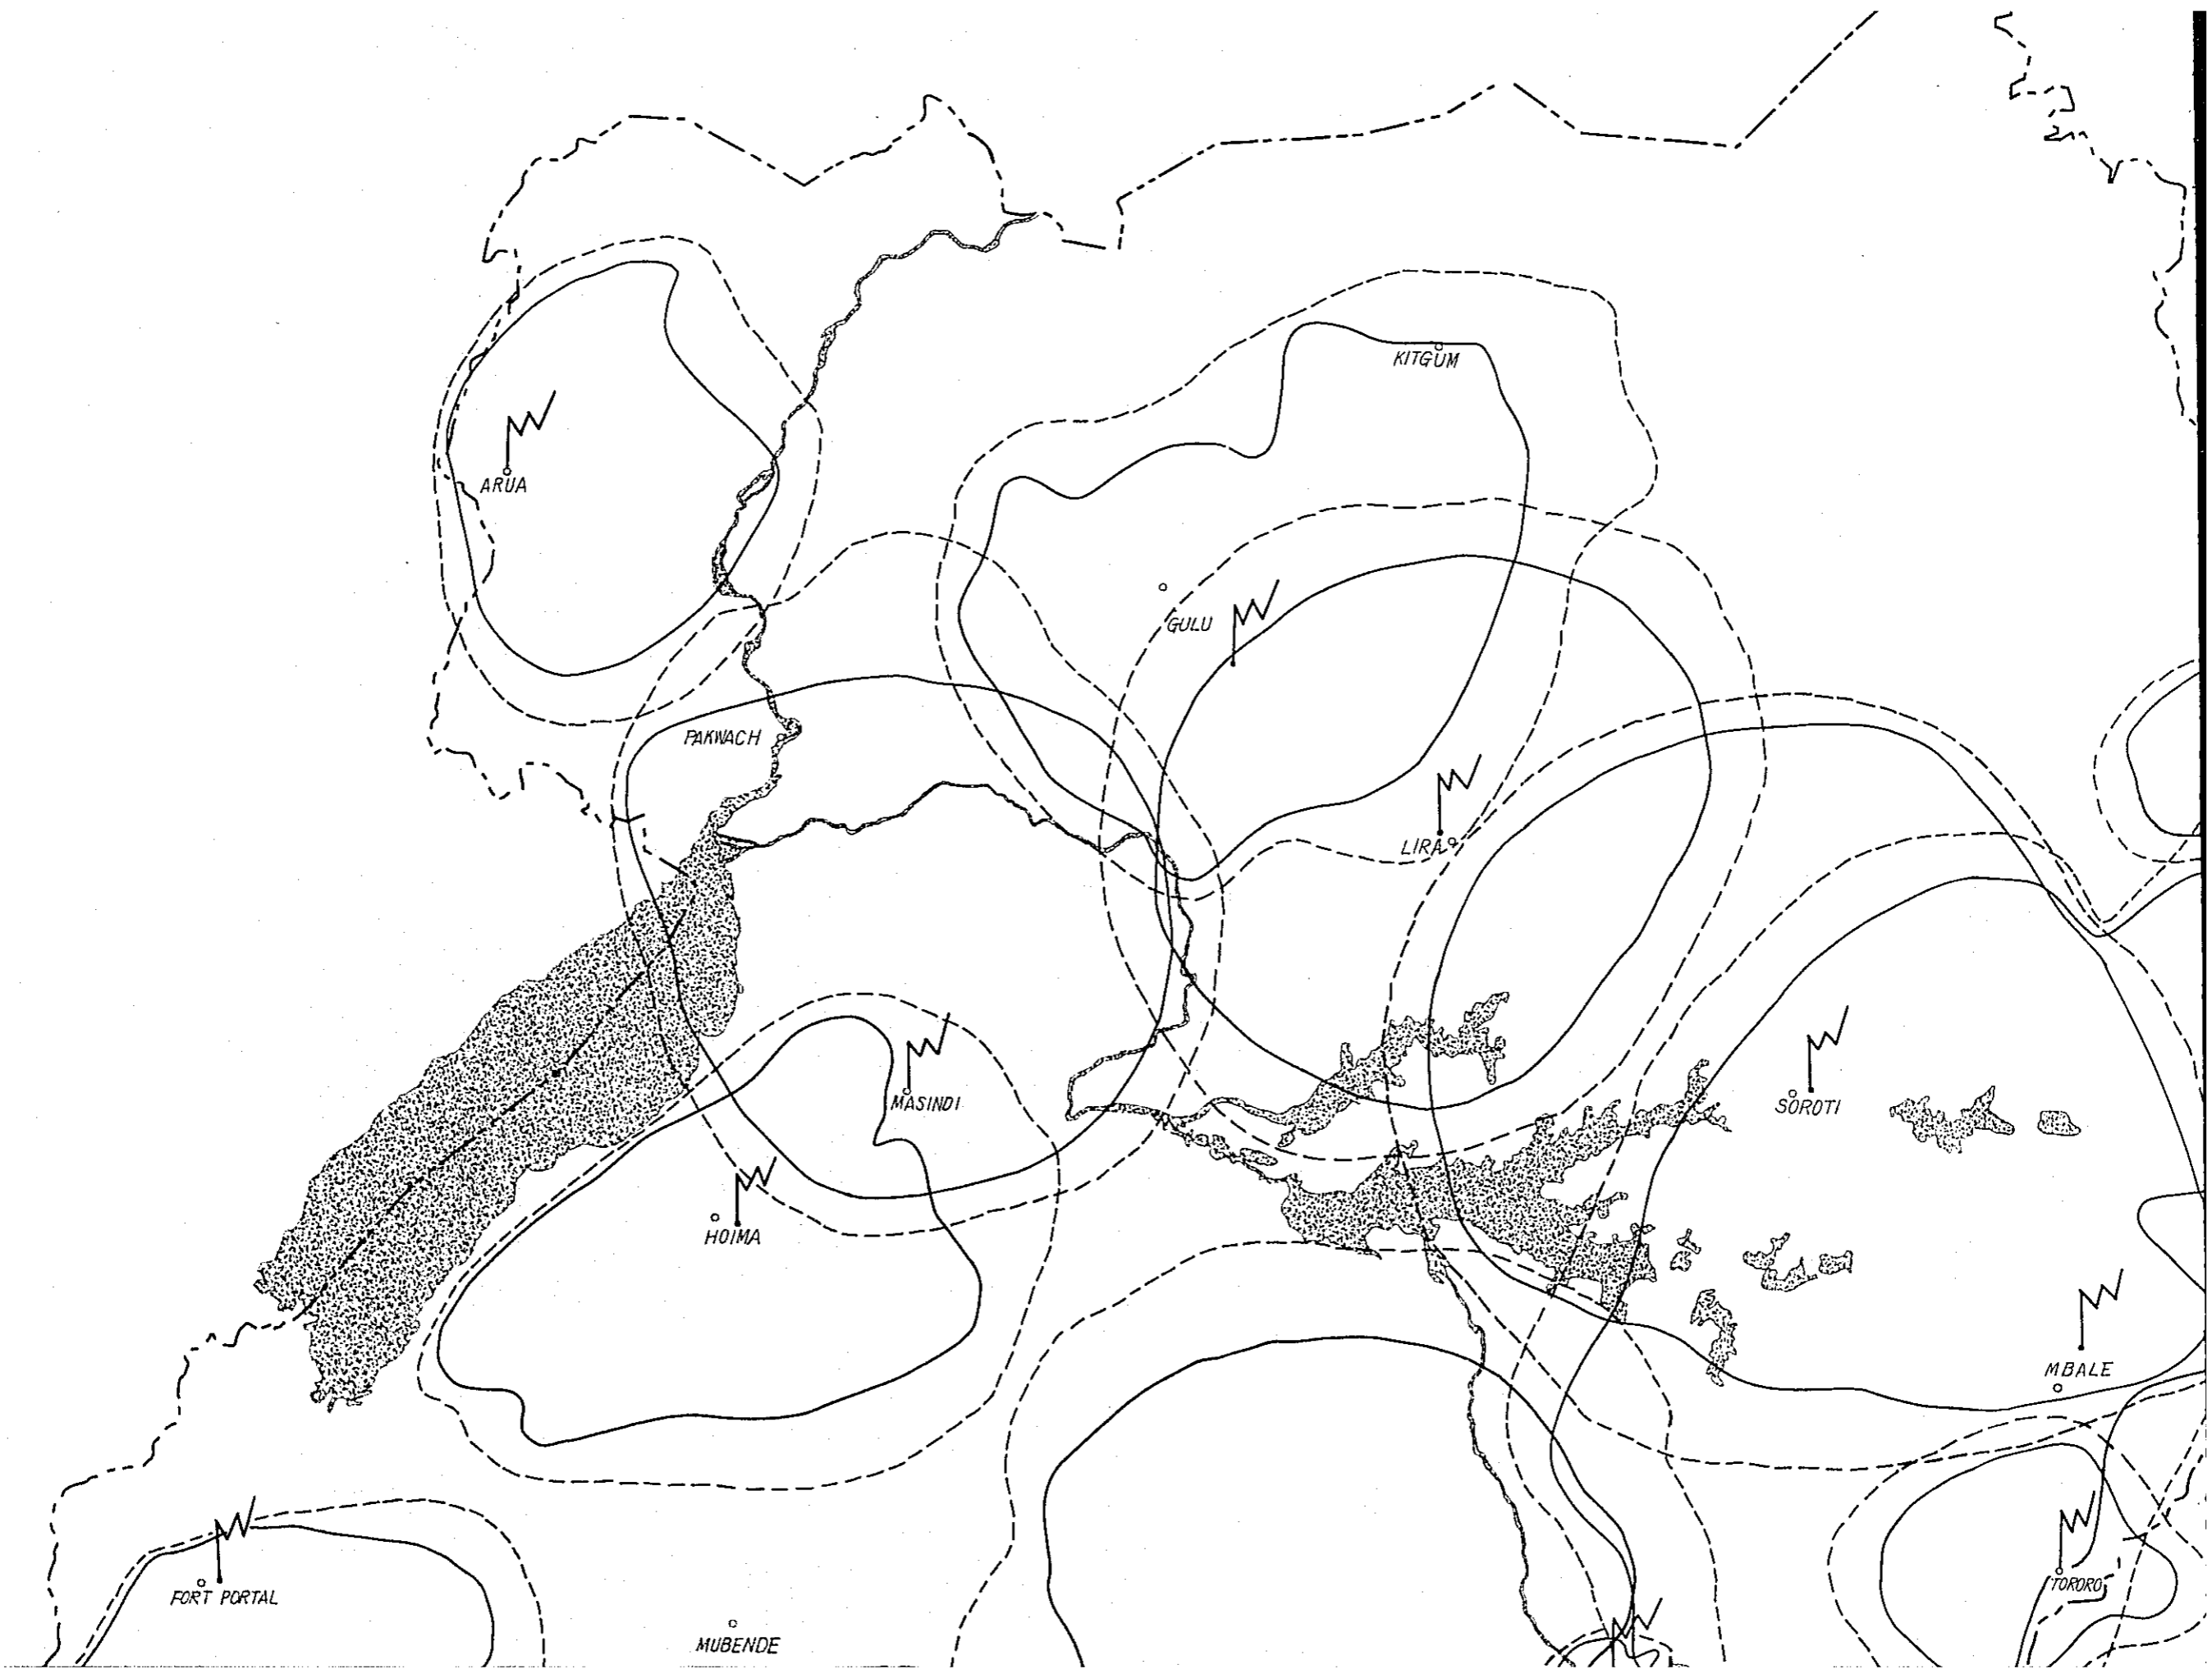 KITGUM
ARUA
GULU
PAKWACH
LIRA
MASINDI
SOROTI
HOIMA
MBALE
FORT PORTAL
TORORO
MUBENDE